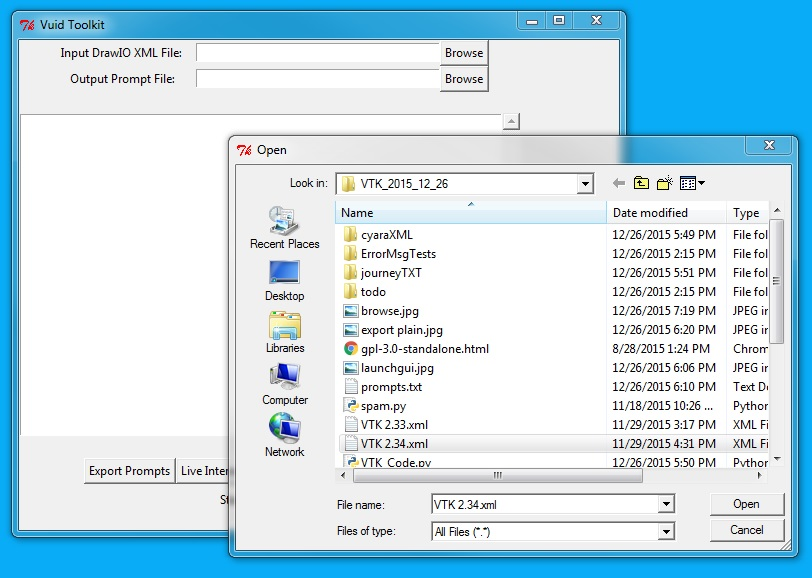 Vuid Toolkit
Input DrawIO XML File:
Browse
Output Prompt File:
Browse
Export Prompts
Live Inter
St
Open
Look in:
VTK_2015_12_26
Name
Date modified
Type
Recent Places
Desktop
Libraries
Computer
Network
cyaraXML 12/26/2015 5:49 PM File fol
ErrorMsgTests 12/26/2015 2:15 PM File fol
journeyTXT 12/26/2015 5:51 PM File fol
todo 12/26/2015 2:15 PM File fol
browse.jpg 12/26/2015 7:19 PM JPEG in
export plain.jpg 12/26/2015 6:20 PM JPEG in
gpl-3.0-standalone.html 8/28/2015 1:24 PM Chrom
launchgui.jpg 12/26/2015 6:06 PM JPEG in
prompts.txt 12/26/2015 6:10 PM Text Do
spam.py 11/18/2015 10:26 ... Python
VTK 2.33.xml 11/29/2015 3:17 PM XML Fi
VTK 2.34.xml 11/29/2015 4:31 PM XML Fi
VTK_Code.py 12/26/2015 5:50 PM Python
File name:
VTK 2.34.xml
Open
Files of type:
All Files (*.*)
Cancel